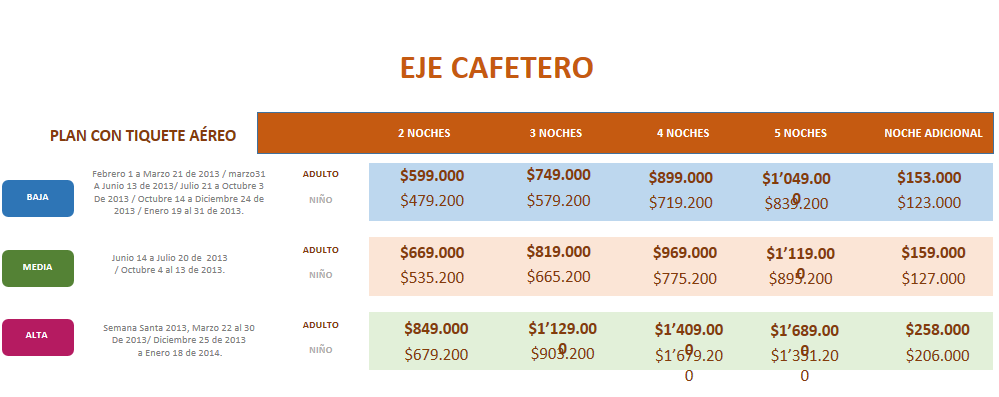 EJE CAFETERO
PLAN CON TIQUETE AÉREO 2 NOCHES 3 NOCHES 4 NOCHES 5 NOCHES NOCHE ADICIONAL
BAJA
Febrero 1 a Marzo 21 de 2013 / marzo31
A Junio 13 de 2013/ Julio 21 a Octubre 3
De 2013 / Octubre 14 a Diciembre 24 de
2013 / Enero 19 al 31 de 2013.
ADULTO $599.000 $749.000 $899.000 $1’049.000 $153.000
NIÑO $479.200 $579.200 $719.200 $839.200 $123.000
MEDIA
Junio 14 a Julio 20 de 2013
/ Octubre 4 al 13 de 2013.
ADULTO $669.000 $819.000 $969.000 $1’119.000 $159.000
NIÑO $535.200 $665.200 $775.200 $895.200 $127.000
ALTA
Semana Santa 2013, Marzo 22 al 30
De 2013/ Diciembre 25 de 2013
a Enero 18 de 2014.
ADULTO $849.000 $1’129.000 $1’409.000 $1’689.000 $258.000
NIÑO $679.200 $903.200 $1’679.200 $1’351.200 $206.000